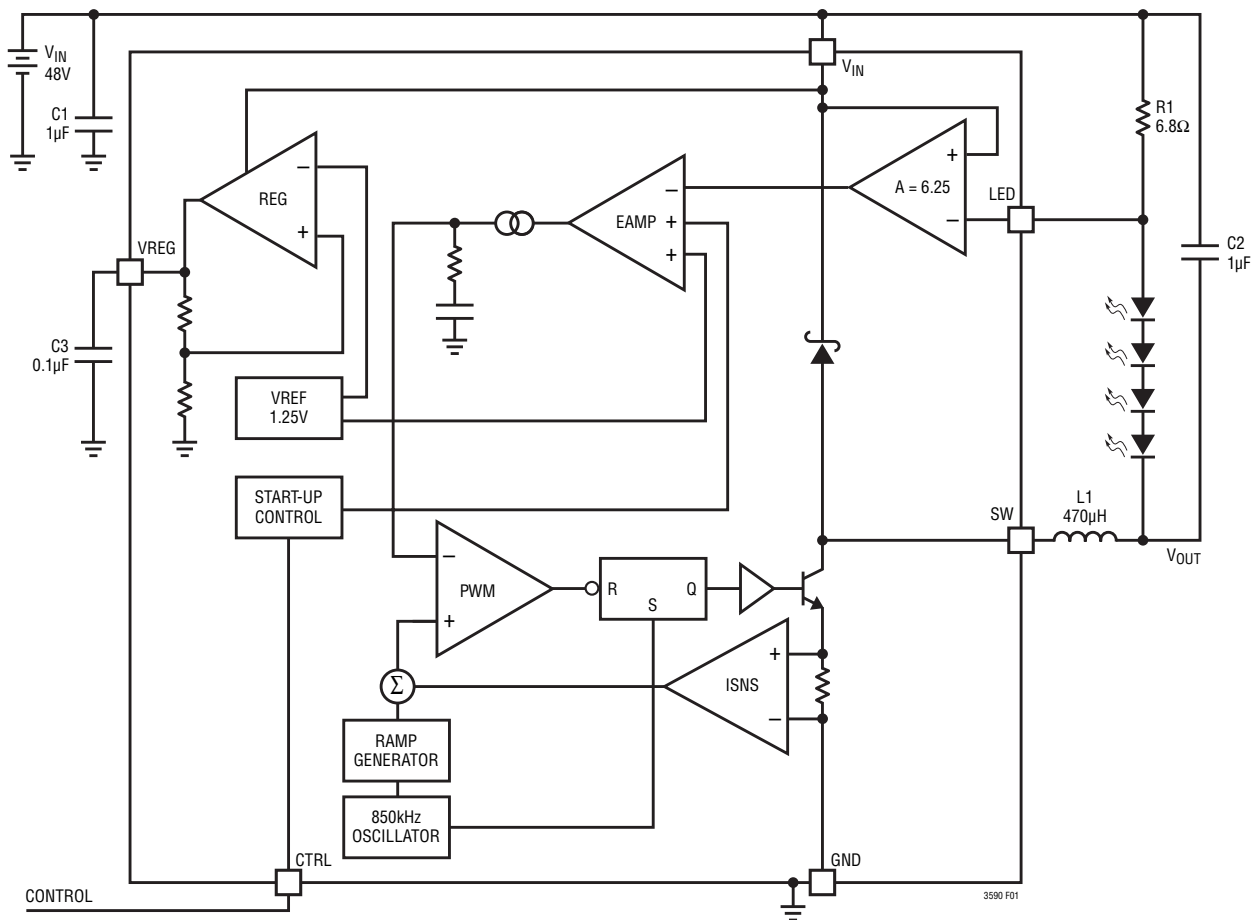 V_IN
48V
C1
1µF
V_IN
R1
6.8Ω
+
A = 6.25
−
LED
−
REG
+
−
EAMP +
+
C2
1µF
VREG
C3
0.1µF
VREF
1.25V
START-UP
CONTROL
SW
L1
470µH
V_OUT
−
PWM
+
R
S
Q
+
ISNS
−
Σ
RAMP
GENERATOR
850kHz
OSCILLATOR
CTRL
GND
CONTROL
3590 F01